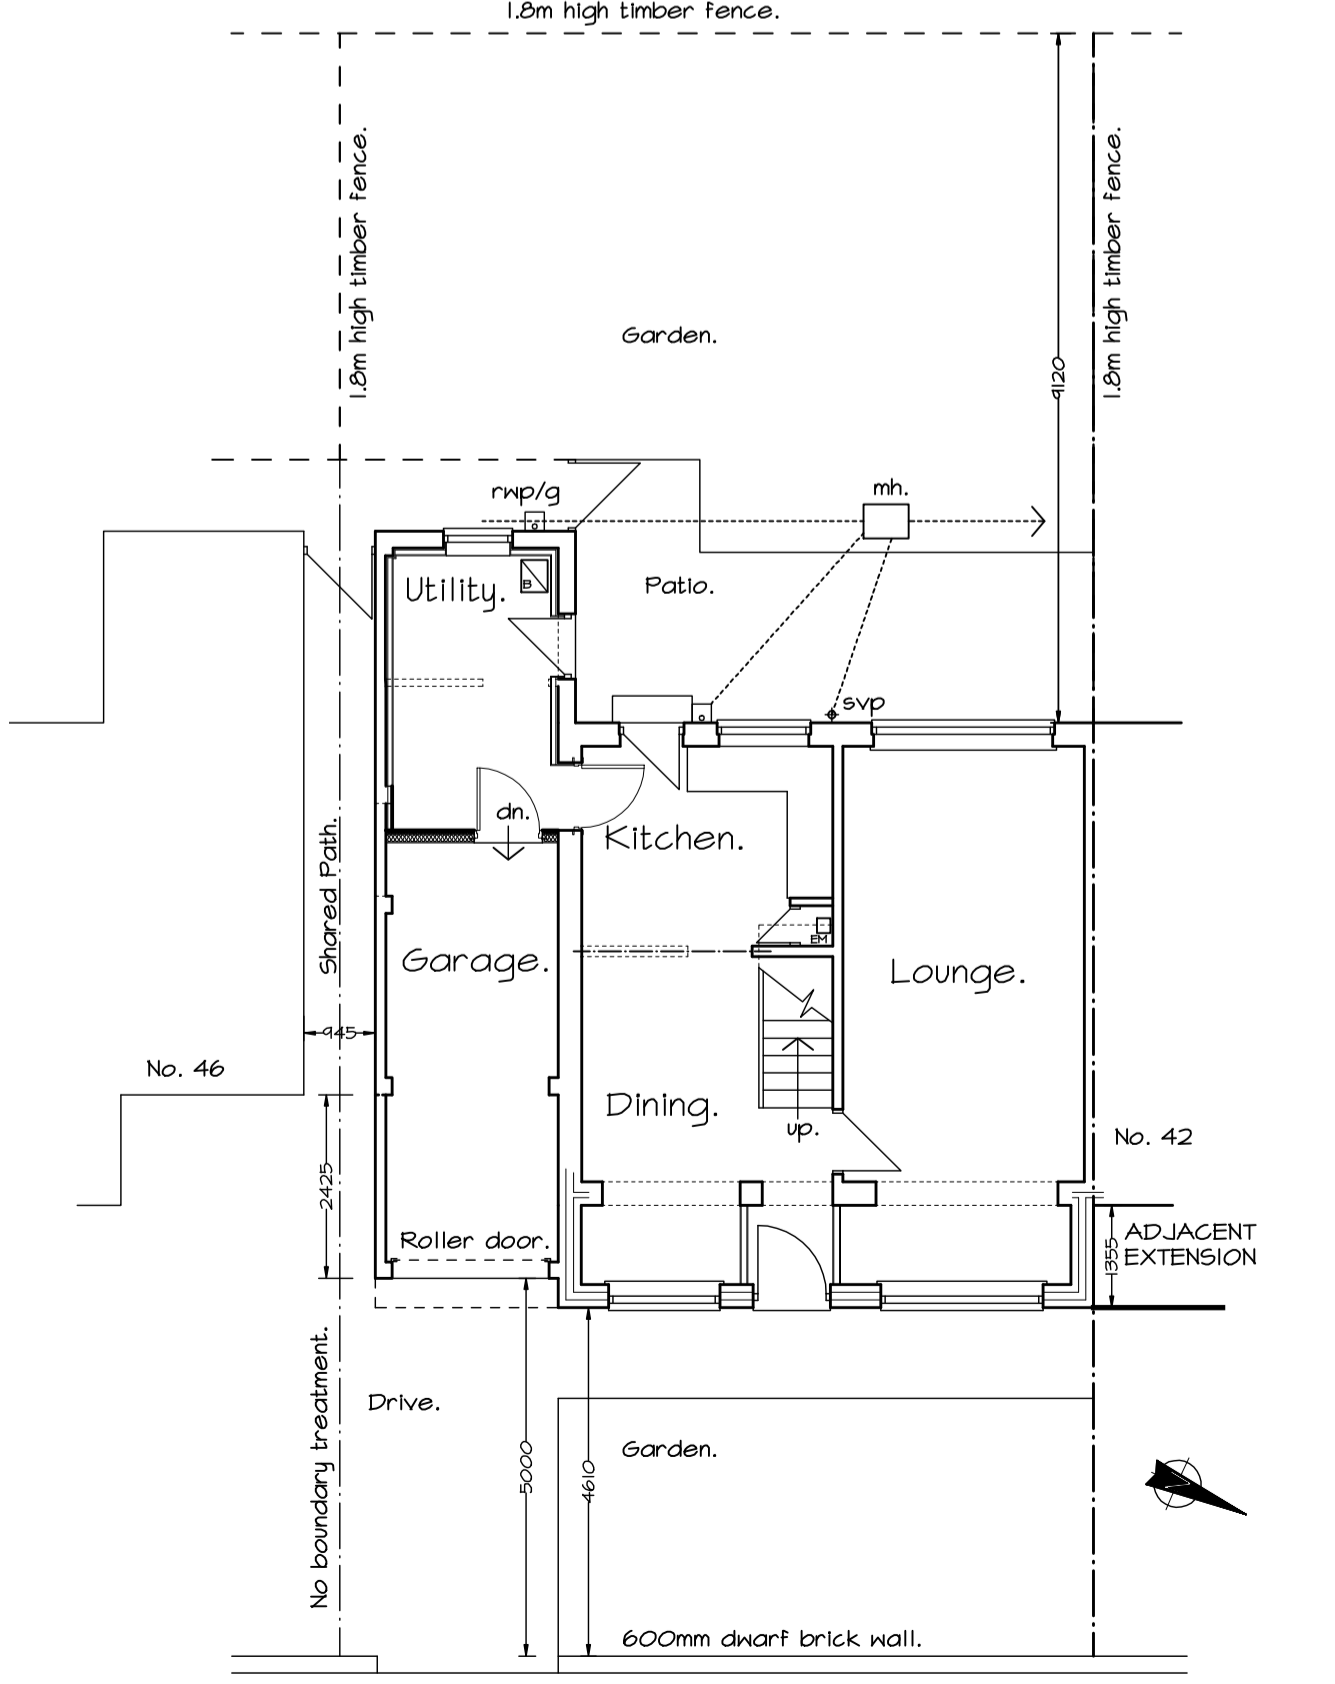 1.8m high timber fence.
1.8m high timber fence.
1.8m high timber fence.
Garden.
9120
rwp/g
mh.
Utility.
B
Patio.
svp
dn.
Kitchen.
Shared Path.
EM
Garage.
Lounge.
945
No. 46
Dining.
up.
No. 42
2425
Roller door.
1355
ADJACENT
EXTENSION
No boundary treatment.
Drive.
Garden.
5000
4610
600mm dwarf brick wall.